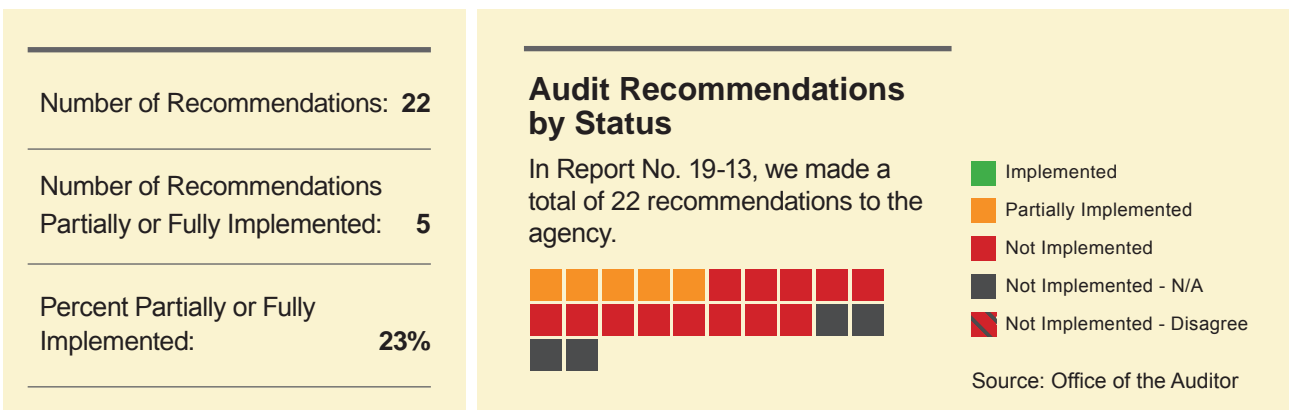 Number of Recommendations: 22
Number of Recommendations
Partially or Fully Implemented: 5
Percent Partially or Fully
Implemented: 23%
Audit Recommendations
by Status
In Report No. 19-13, we made a
total of 22 recommendations to the
agency.
Implemented
Partially Implemented
Not Implemented
Not Implemented - N/A
Not Implemented - Disagree
Source: Office of the Auditor